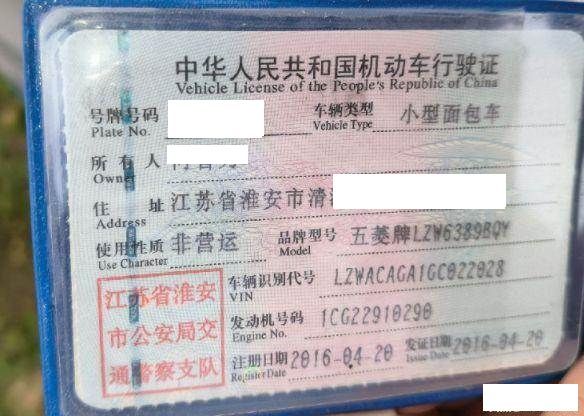 中华人民共和国机动车行驶证
Vehicle License of the People's Republic of China
号牌号码 车辆类型 小型面包车
Plate No. Vehicle Type
所有人
Owner
住址 江苏省淮安市清
Address
使用性质 非营运 品牌型号 五菱牌LZW6389BQY
Use Character Model
江苏省淮安市公安局交通警察支队
车辆识别代号 LZWACAGA1GC022028
VIN
发动机号码 1CG22910290
Engine No.
注册日期 2016-04-20 发证日期 2016-04-20
Register Date Issue Date